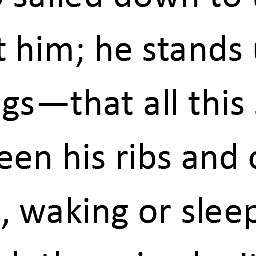 sailed down to
him; he stands
gs—that all this
een his ribs and
, waking or sleep